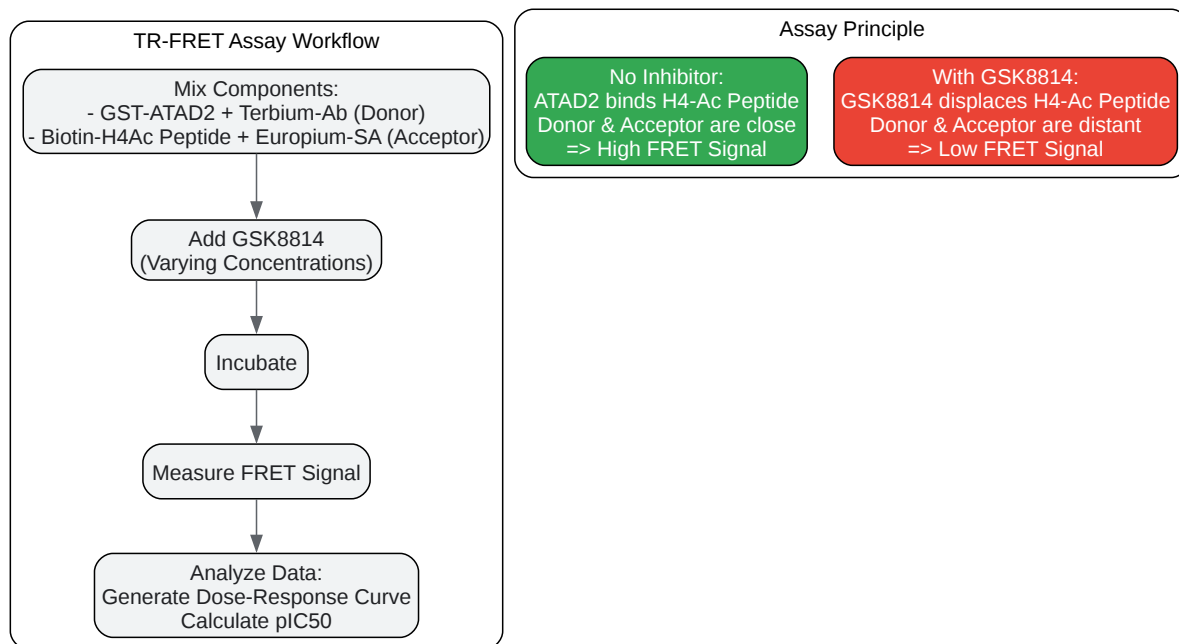 TR-FRET Assay Workflow
Mix Components:
- GST-ATAD2 + Terbium-Ab (Donor)
- Biotin-H4Ac Peptide + Europium-SA (Acceptor)
Add GSK8814
(Varying Concentrations)
Incubate
Measure FRET Signal
Analyze Data:
Generate Dose-Response Curve
Calculate pIC50
Assay Principle
No Inhibitor:
ATAD2 binds H4-Ac Peptide
Donor & Acceptor are close
=> High FRET Signal
With GSK8814:
GSK8814 displaces H4-Ac Peptide
Donor & Acceptor are distant
=> Low FRET Signal